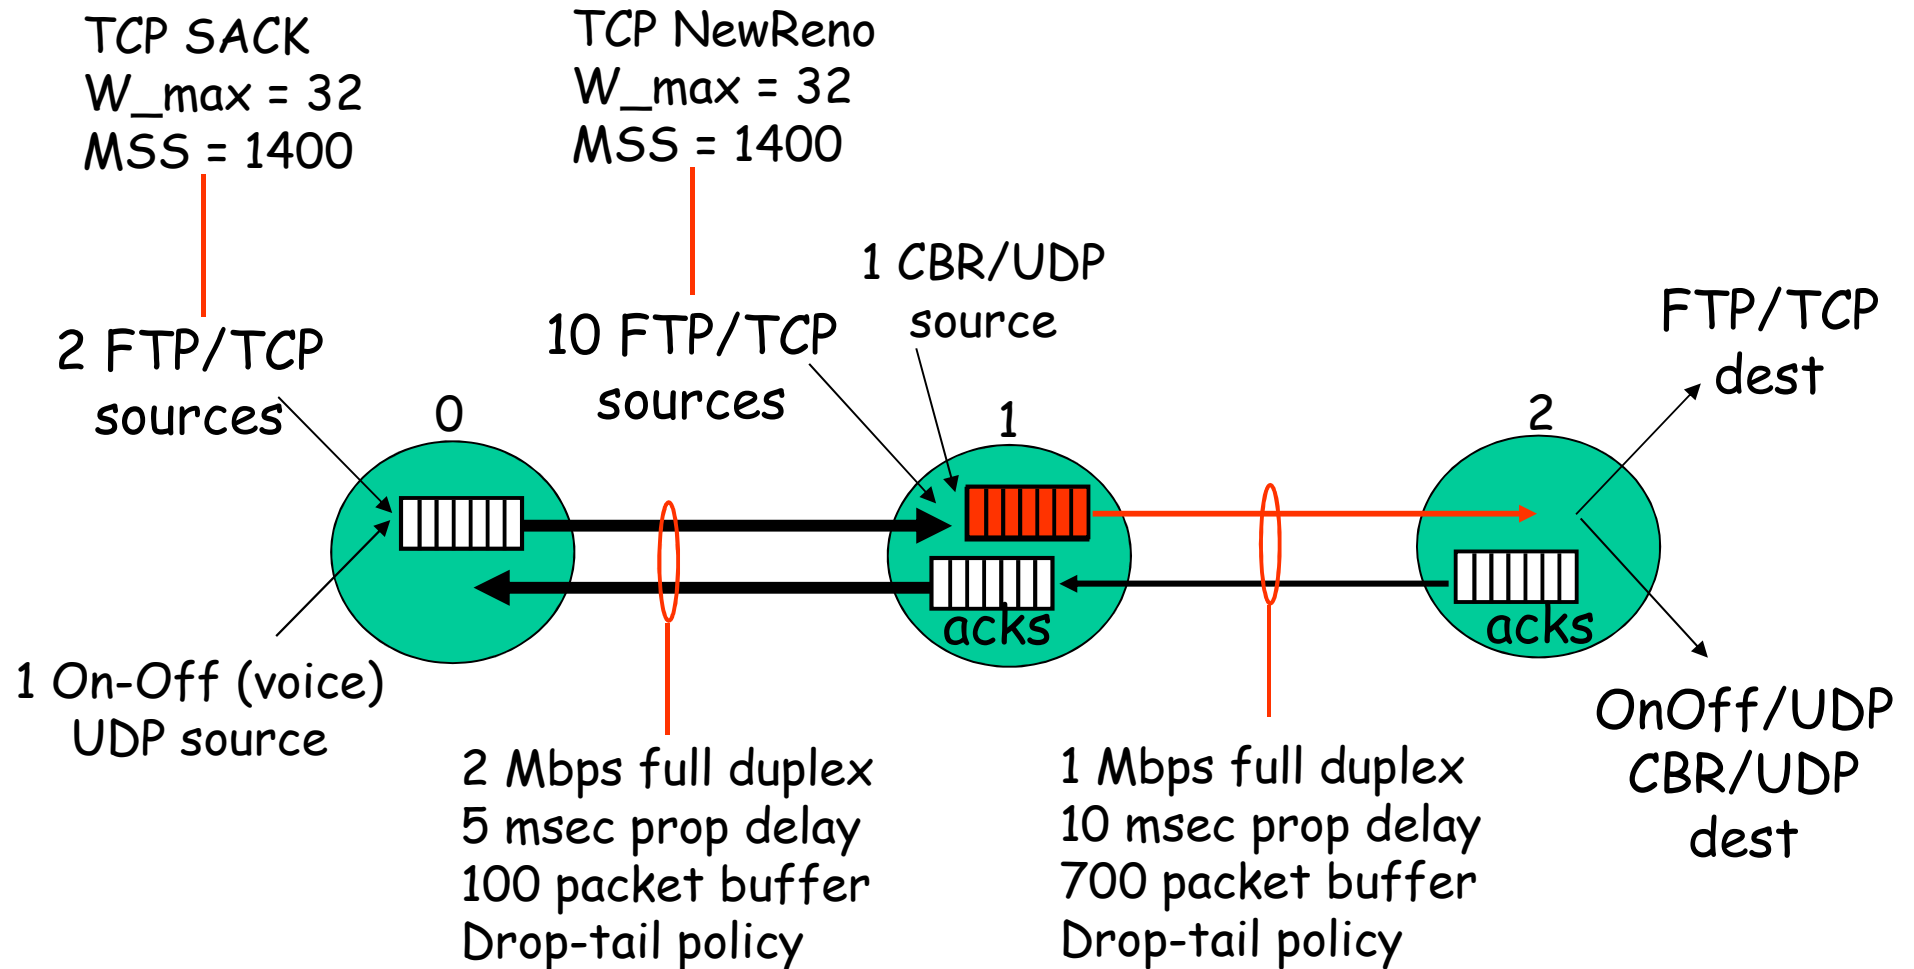 TCP SACK
W_max = 32
MSS = 1400
TCP NewReno
W_max = 32
MSS = 1400
1 CBR/UDP
source
2 FTP/TCP
sources
10 FTP/TCP
sources
FTP/TCP
dest
0
1
2
acks
acks
1 On-Off (voice)
UDP source
OnOff/UDP
CBR/UDP
dest
2 Mbps full duplex
5 msec prop delay
100 packet buffer
Drop-tail policy
1 Mbps full duplex
10 msec prop delay
700 packet buffer
Drop-tail policy